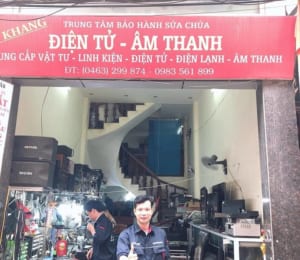 KHANG
TRUNG TÂM BẢO HÀNH SỬA CHỮA
ĐIỆN TỬ - ÂM THANH
CUNG CẤP VẬT TƯ - LINH KIỆN - ĐIỆN TỬ - ĐIỆN LẠNH - ÂM THANH
ĐT: (0463) 299 874 - 0983 561 899